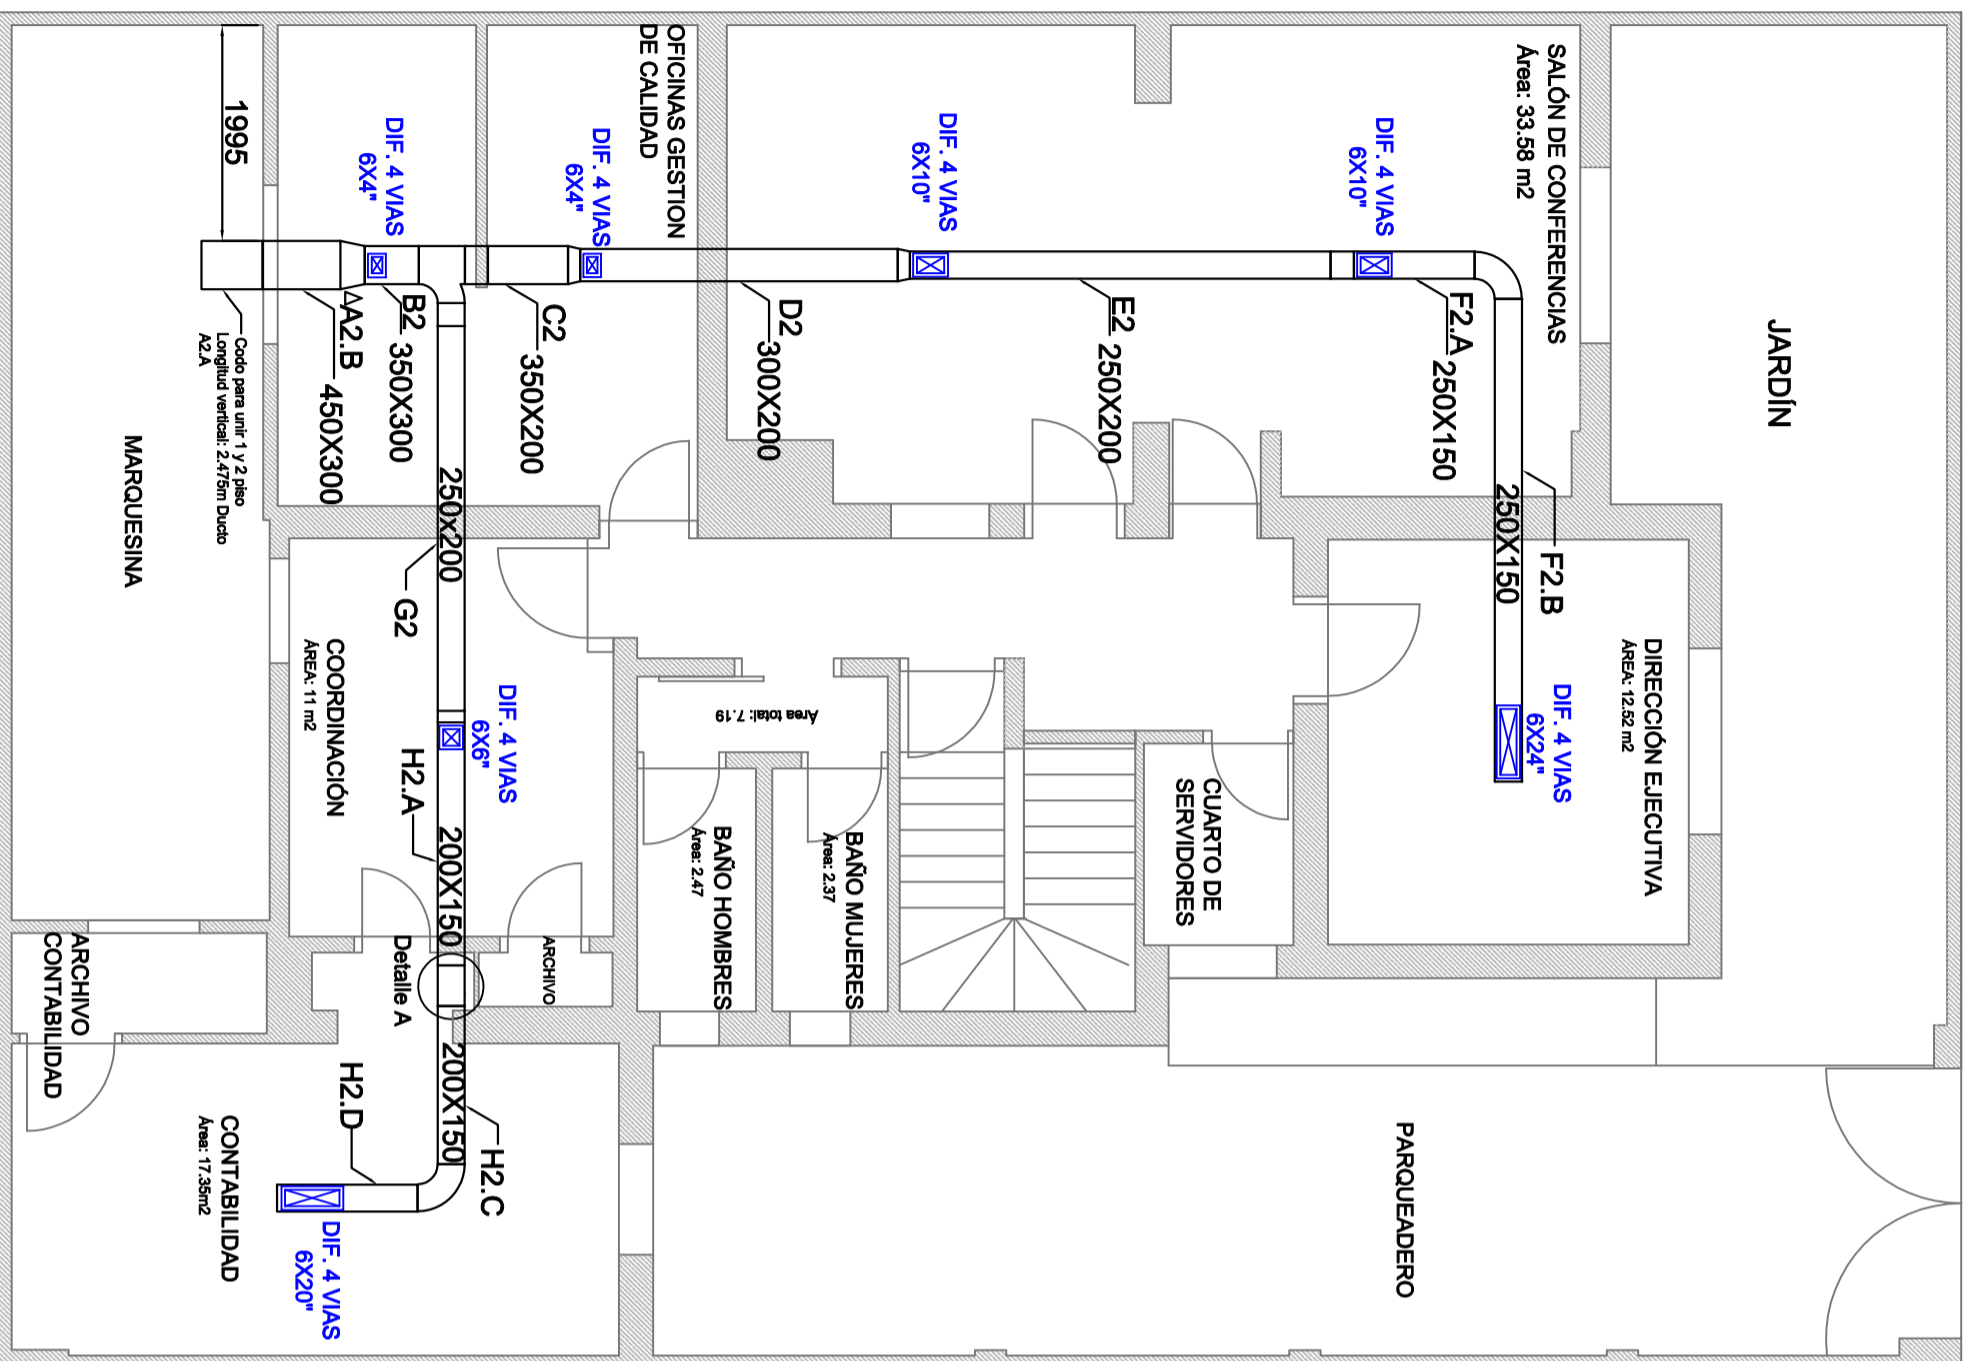 SALÓN DE CONFERENCIAS
Área: 33.58 m2
JARDÍN
OFICINAS GESTION
DE CALIDAD
DIF. 4 VIAS
6X4"
DIF. 4 VIAS
6X4"
DIF. 4 VIAS
6X10"
DIF. 4 VIAS
6X10"
1995
Codo para unir 1 y 2 piso
Longitud vertical: 2.475m Ducto
A2.A
A2.B
450X300
B2
350X300
C2
350X200
D2
300X200
E2
250X200
F2.A
250X150
F2.B
250X150
MARQUESINA
250x200
G2
COORDINACIÓN
ÁREA: 11 m2
DIF. 4 VIAS
6X6"
H2.A
200X150
Detalle A
ARCHIVO
Área total: 7.19
BAÑO HOMBRES
Área: 2.47
BAÑO MUJERES
Área: 2.37
CUARTO DE
SERVIDORES
DIRECCIÓN EJECUTIVA
ÁREA: 12.52 m2
DIF. 4 VIAS
6X24"
ARCHIVO
CONTABILIDAD
200X150
H2.C
H2.D
CONTABILIDAD
Área: 17.35m2
DIF. 4 VIAS
6X20"
PARQUEADERO